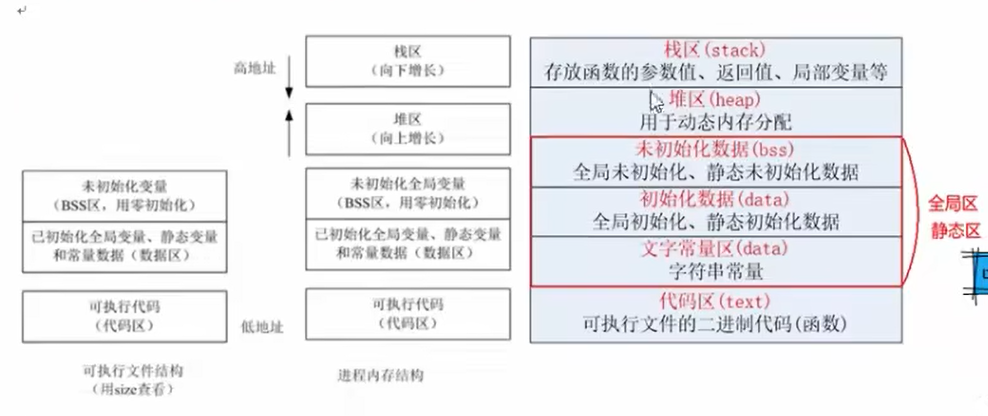 未初始化变量
(BSS区，用零初始化)
已初始化全局变量、静态变量
和常量数据（数据区）
可执行代码
（代码区）
可执行文件结构
（用size查看）
高地址
低地址
栈区
（向下增长）
堆区
（向上增长）
未初始化全局变量
(BSS区，用零初始化)
已初始化全局变量、静态变量
和常量数据（数据区）
可执行代码
（代码区）
进程内存结构
栈区(stack)
存放函数的参数值、返回值、局部变量等
堆区(heap)
用于动态内存分配
未初始化数据(bss)
全局未初始化、静态未初始化数据
初始化数据(data)
全局初始化、静态初始化数据
文字常量区(data)
字符串常量
代码区(text)
可执行文件的二进制代码(函数)
全局区
静态区